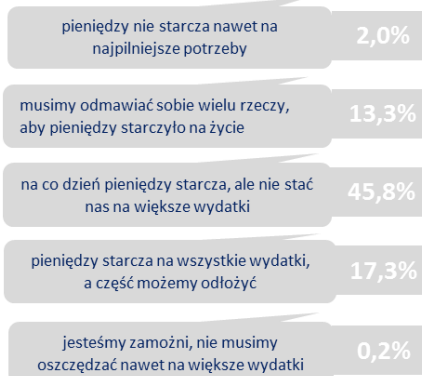 pieniędzy nie starcza nawet na
najpilniejsze potrzeby
2,0%
musimy odmawiać sobie wielu rzeczy,
aby pieniędzy starczyło na życie
13,3%
na co dzień pieniędzy starcza, ale nie stać
nas na większe wydatki
45,8%
pieniędzy starcza na wszystkie wydatki,
a część możemy odłożyć
17,3%
jesteśmy zamożni, nie musimy
oszczędzać nawet na większe wydatki
0,2%